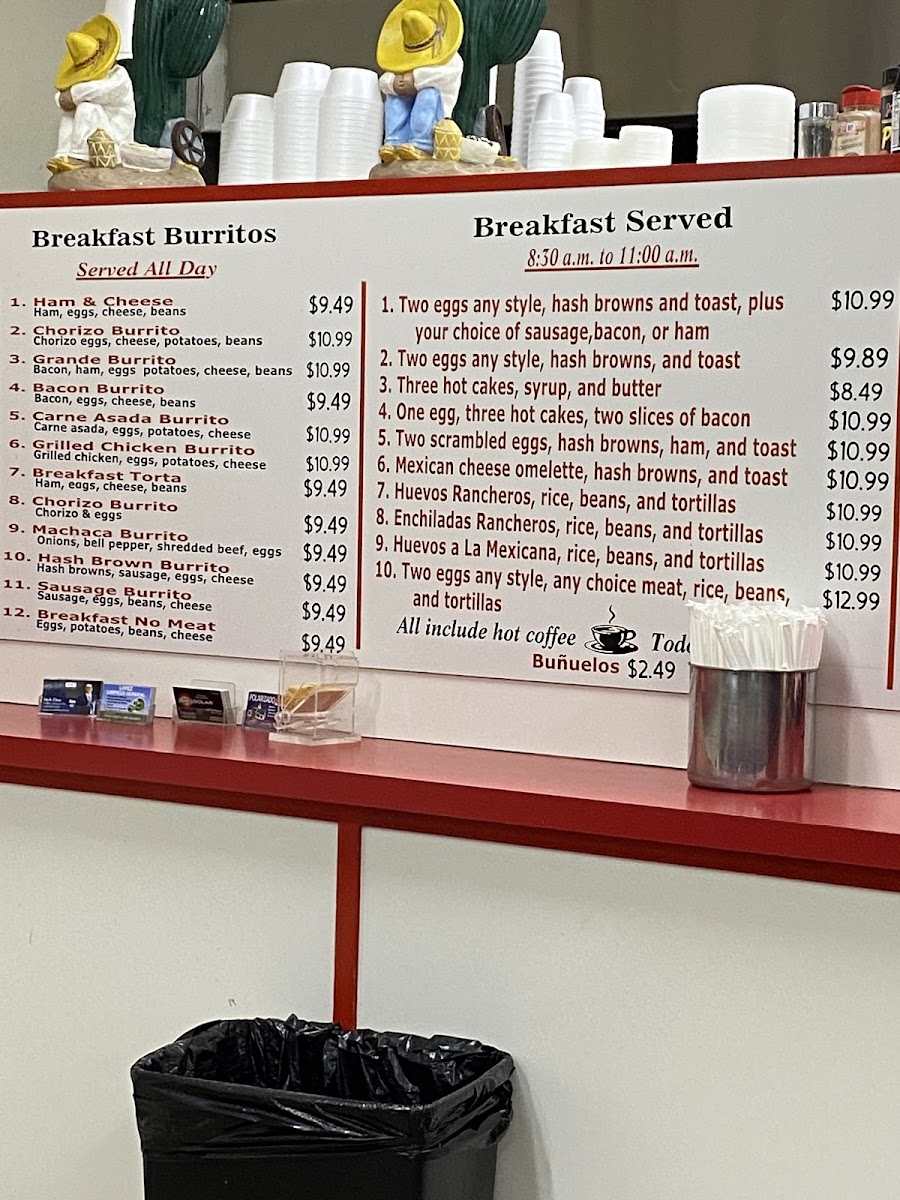 Breakfast Burritos
Served All Day
1. Ham & Cheese $9.49
Ham, eggs, cheese, beans
2. Chorizo Burrito $10.99
Chorizo eggs, cheese, potatoes, beans
3. Grande Burrito $10.99
Bacon, ham, eggs potatoes, cheese, beans
4. Bacon Burrito $9.49
Bacon, eggs, cheese, beans
5. Carne Asada Burrito $10.99
Carne asada, eggs, potatoes, cheese
6. Grilled Chicken Burrito $10.99
Grilled chicken, eggs, potatoes, cheese
7. Breakfast Torta $9.49
Ham, eggs, cheese, beans
8. Chorizo Burrito $9.49
Chorizo & eggs
9. Machaca Burrito $9.49
Onions, bell pepper, shredded beef, eggs
10. Hash Brown Burrito $9.49
Hash browns, sausage, eggs, cheese
11. Sausage Burrito $9.49
Sausage, eggs, beans, cheese
12. Breakfast No Meat $9.49
Eggs, potatoes, beans, cheese
Breakfast Served
8:30 a.m. to 11:00 a.m.
1. Two eggs any style, hash browns and toast, plus $10.99
your choice of sausage,bacon, or ham
2. Two eggs any style, hash browns, and toast $9.89
3. Three hot cakes, syrup, and butter $8.49
4. One egg, three hot cakes, two slices of bacon $10.99
5. Two scrambled eggs, hash browns, ham, and toast $10.99
6. Mexican cheese omelette, hash browns, and toast $10.99
7. Huevos Rancheros, rice, beans, and tortillas $10.99
8. Enchiladas Rancheros, rice, beans, and tortillas $10.99
9. Huevos a La Mexicana, rice, beans, and tortillas $10.99
10. Two eggs any style, any choice meat, rice, beans, $12.99
and tortillas
All include hot coffee
Buñuelos $2.49
LOPEZ
POLARIZADO